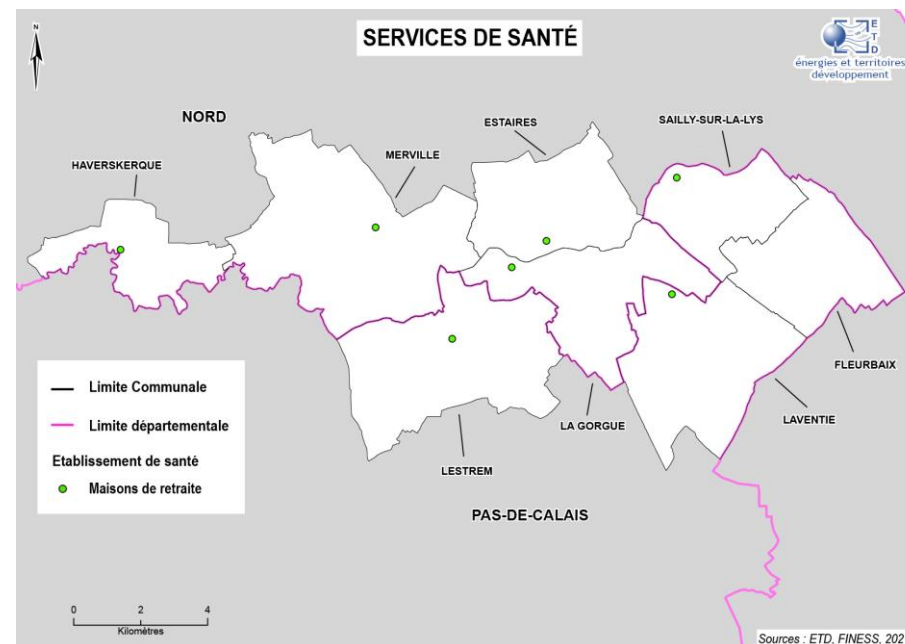 N
SERVICES DE SANTÉ
E
T
D
énergies et territoires
développement
NORD
ESTAIRES
SAILLY-SUR-LA-LYS
HAVERSKERQUE
MERVILLE
FLEURBAIX
LAVENTIE
LA GORGUE
LESTREM
PAS-DE-CALAIS
Limite Communale
Limite départementale
Etablissement de santé
Maisons de retraite
0 2 4
Kilomètres
Sources : ETD, FINESS, 202